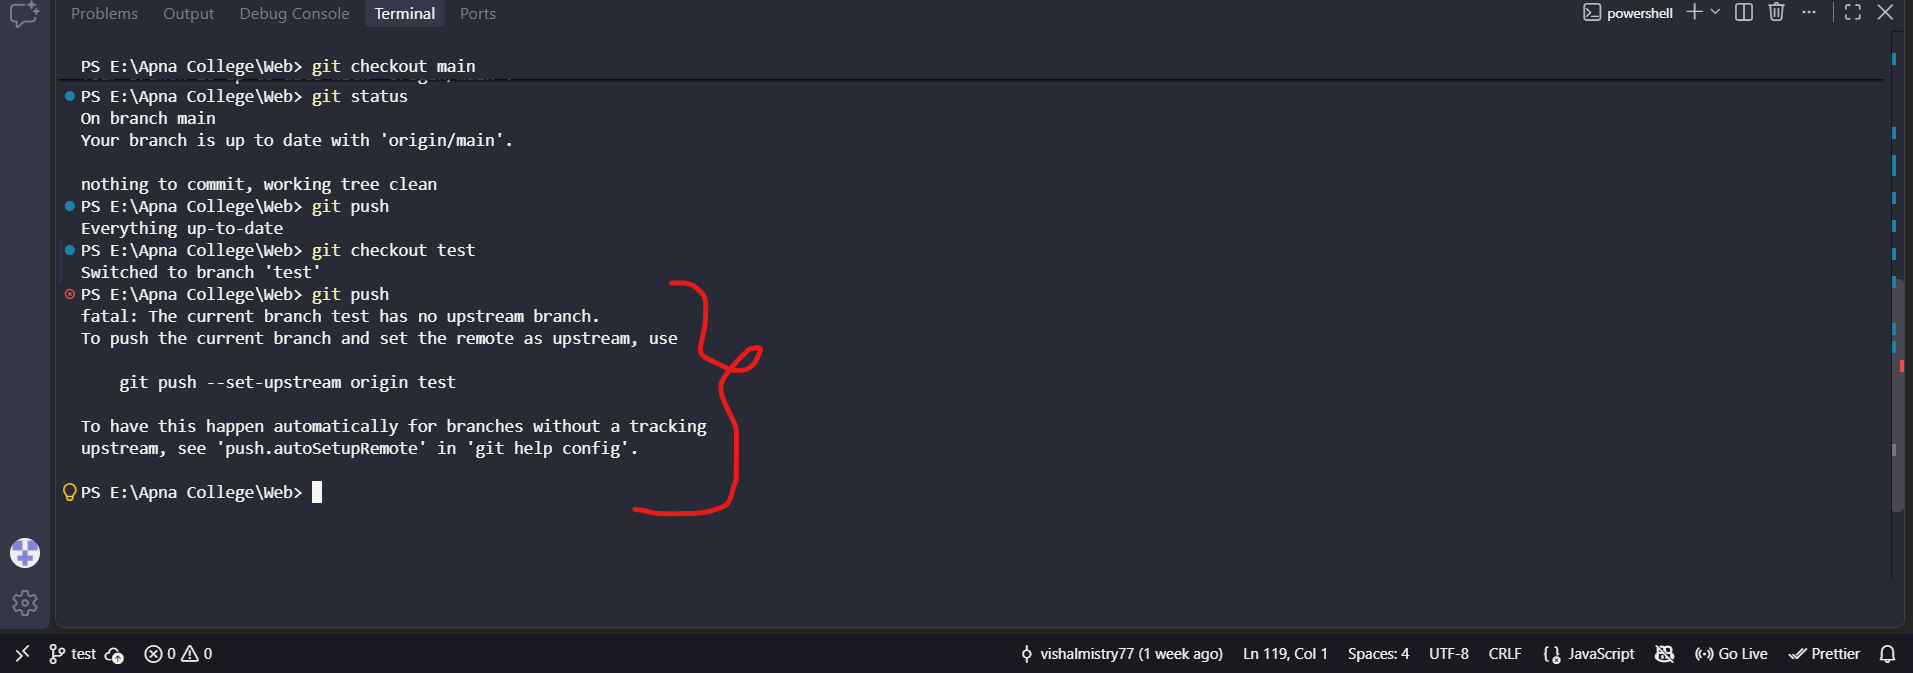 Problems Output Debug Console Terminal Ports
powershell
PS E:\Apna College\Web> git checkout main
PS E:\Apna College\Web> git status
On branch main
Your branch is up to date with 'origin/main'.
nothing to commit, working tree clean
PS E:\Apna College\Web> git push
Everything up-to-date
PS E:\Apna College\Web> git checkout test
Switched to branch 'test'
PS E:\Apna College\Web> git push
fatal: The current branch test has no upstream branch.
To push the current branch and set the remote as upstream, use
git push --set-upstream origin test
To have this happen automatically for branches without a tracking
upstream, see 'push.autoSetupRemote' in 'git help config'.
PS E:\Apna College\Web>
test 0 0 vishalmistry77 (1 week ago) Ln 119, Col 1 Spaces: 4 UTF-8 CRLF JavaScript Go Live Prettier